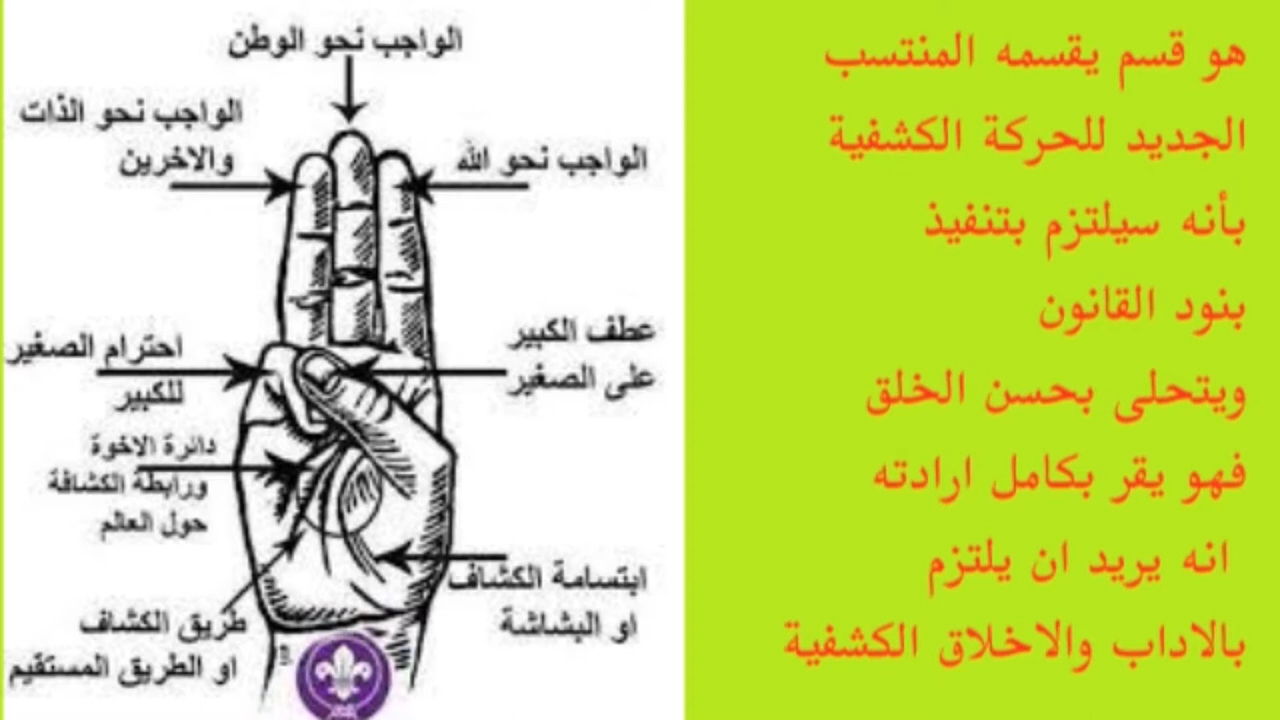 هو قسم يقسمه المنتسب
الجديد للحركة الكشفية
بأنه سيلتزم بتنفيذ
بنود القانون
ويتحلى بحسن الخلق
فهو يقر بكامل ارادته
انه يريد ان يلتزم
بالاداب والاخلاق الكشفية
الواجب نحو الوطن
الواجب نحو الله
الواجب نحو الذات
والاخرين
عطف الكبير
على الصغير
احترام الصغير
للكبير
دائرة الاخوة
ورابطة الكشافة
حول العالم
ابتسامة الكشاف
او البشاشة
طريق الكشاف
او الطريق المستقيم